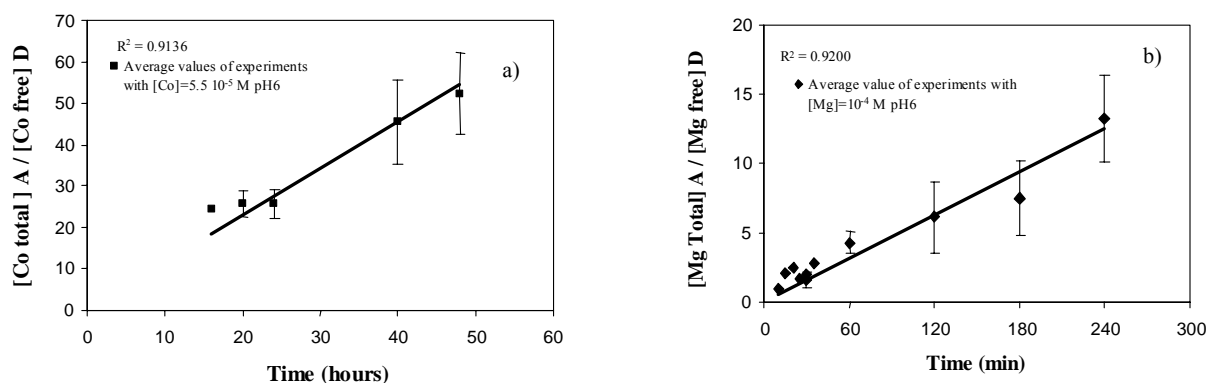 70
60
50
40
30
20
10
0
[Co total ] A / [Co free] D
R² = 0.9136
Average values of experiments
with [Co]=5.5 10⁻⁵ M pH6
a)
0 10 20 30 40 50 60
Time (hours)
20
15
10
5
0
[Mg Total] A / [Mg free] D
R² = 0.9200
Average value of experiments with
[Mg]=10⁻⁴ M pH6
b)
0 60 120 180 240 300
Time (min)